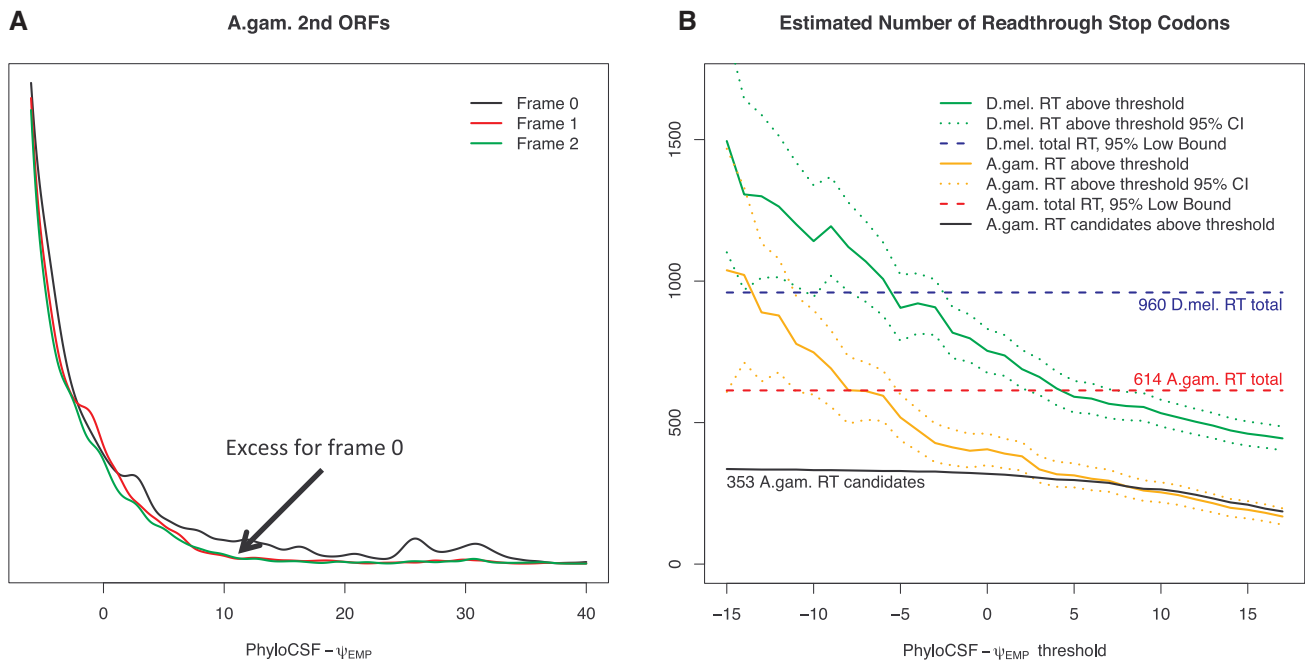 A
A.gam. 2nd ORFs
Frame 0
Frame 1
Frame 2
Excess for frame 0
0
10
20
30
40
PhyloCSF – ψEMP
B
Estimated Number of Readthrough Stop Codons
D.mel. RT above threshold
D.mel. RT above threshold 95% CI
D.mel. total RT, 95% Low Bound
A.gam. RT above threshold
A.gam. RT above threshold 95% CI
A.gam. total RT, 95% Low Bound
A.gam. RT candidates above threshold
1500
1000
500
0
960 D.mel. RT total
614 A.gam. RT total
353 A.gam. RT candidates
−15
−10
−5
0
5
10
15
PhyloCSF – ψEMP threshold